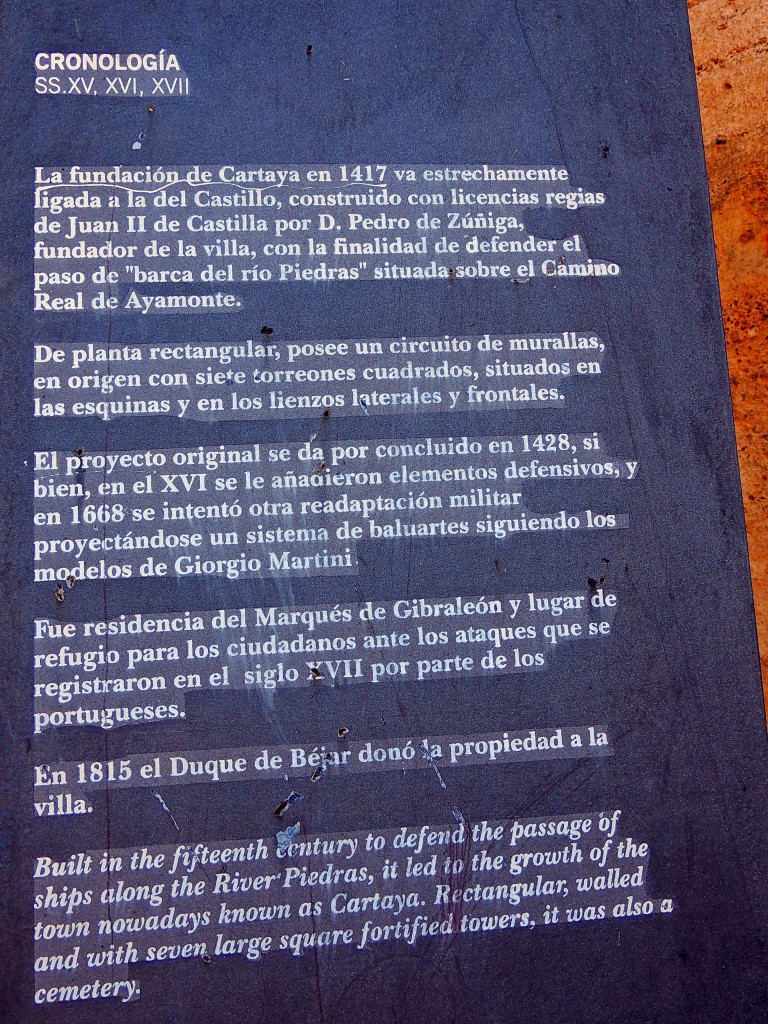 CRONOLOGÍA
SS.XV, XVI, XVII
La fundación de Cartaya en 1417 va estrechamente
ligada a la del Castillo, construido con licencias regias
de Juan II de Castilla por D. Pedro de Zúñiga,
fundador de la villa, con la finalidad de defender el
paso de "barca del río Piedras" situada sobre el Camino
Real de Ayamonte.
De planta rectangular, posee un circuito de murallas,
en origen con siete torreones cuadrados, situados en
las esquinas y en los lienzos laterales y frontales.
El proyecto original se da por concluido en 1428, si
bien, en el XVI se le añadieron elementos defensivos, y
en 1668 se intentó otra readaptación militar
proyectándose un sistema de baluartes siguiendo los
modelos de Giorgio Martini
Fue residencia del Marqués de Gibraleón y lugar de
refugio para los ciudadanos ante los ataques que se
registraron en el siglo XVII por parte de los
portugueses.
En 1815 el Duque de Béjar donó la propiedad a la
villa.
Built in the fifteenth century to defend the passage of
ships along the River Piedras, it led to the growth of the
town nowadays known as Cartaya. Rectangular, walled
and with seven large square fortified towers, it was also a
cemetery.